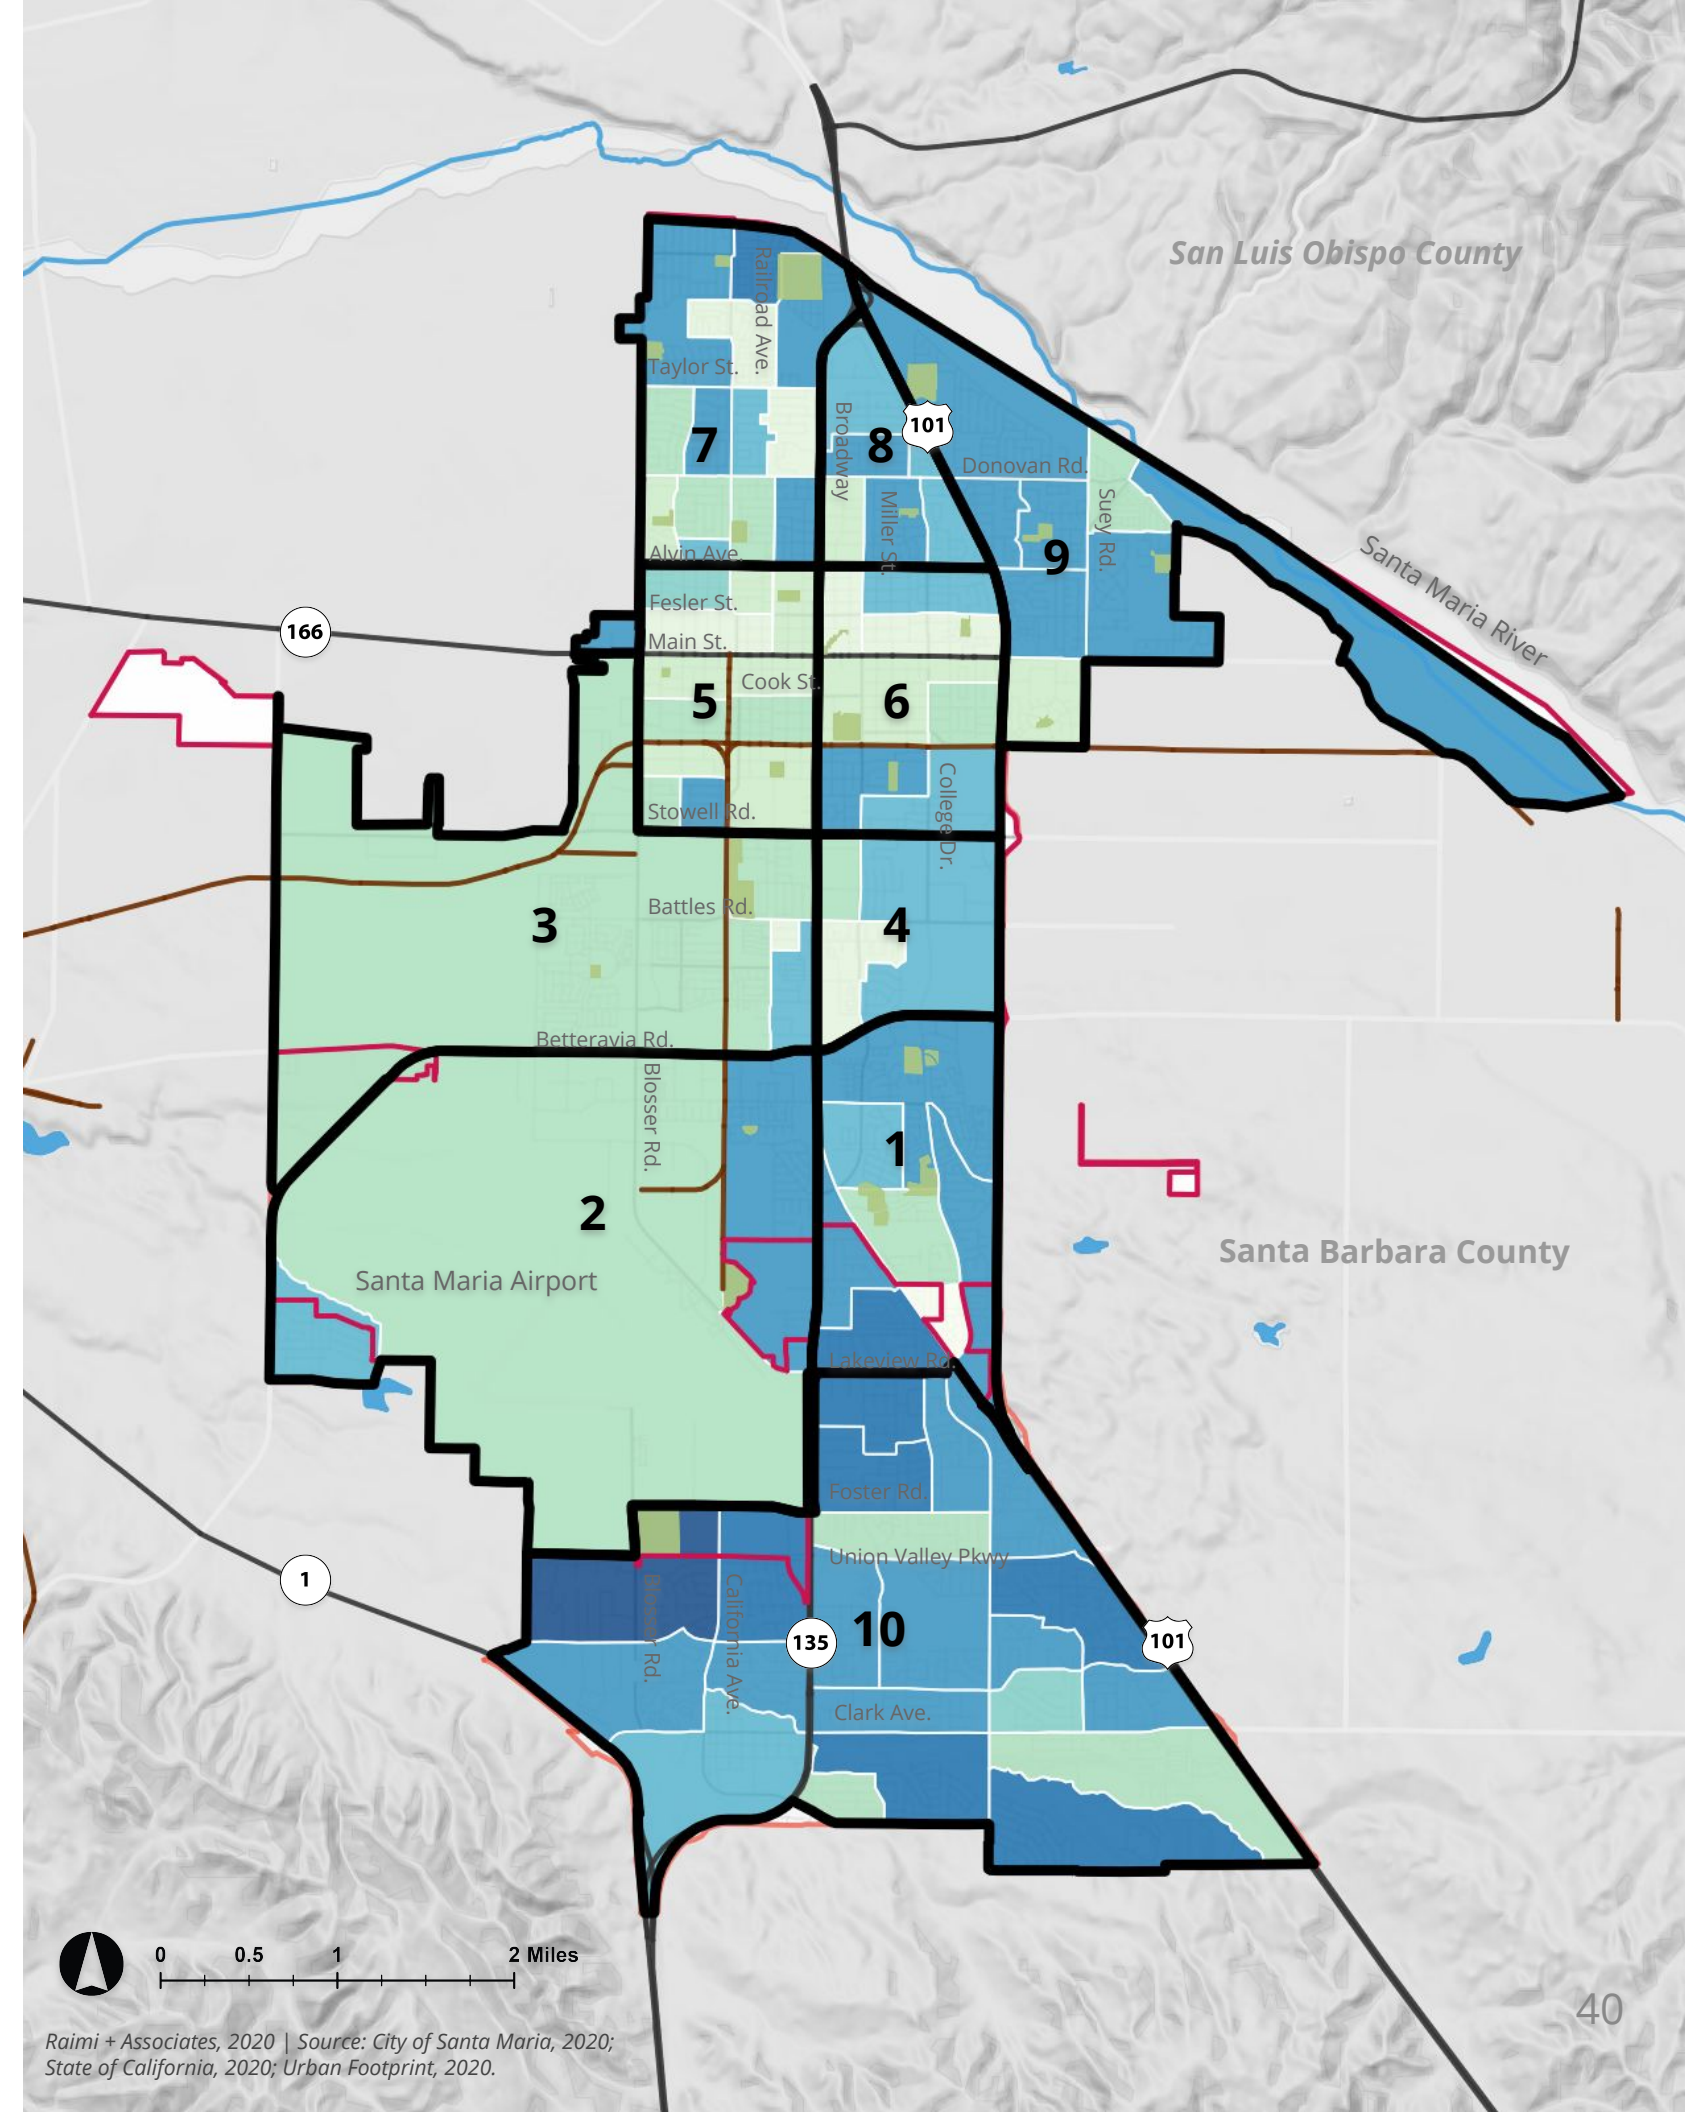 San Luis Obispo County
Railroad Ave.
Taylor St.
Broadway
101
7
8
Donovan Rd.
Suey Rd.
Miller St.
Alvin Ave.
9
Santa Maria River
Fesler St.
166
Main St.
Cook St.
5
6
College Dr.
Stowell Rd.
3
Battles Rd.
4
Betteravia Rd.
Blosser Rd.
1
2
Santa Barbara County
Santa Maria Airport
Lakeview Rd.
Foster Rd.
Union Valley Pkwy
1
Blosser Rd.
California Ave.
135
10
101
Clark Ave.
0 0.5 1 2 Miles
40
Raimi + Associates, 2020 | Source: City of Santa Maria, 2020;
State of California, 2020; Urban Footprint, 2020.